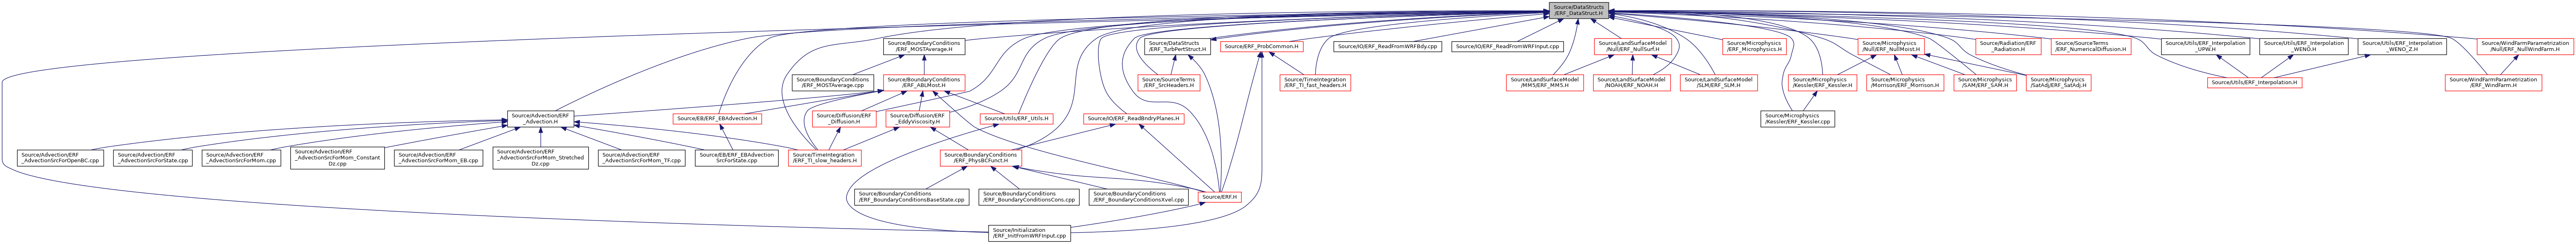 Source/DataStructs
/ERF_DataStruct.H
Source/BoundaryConditions
/ERF_MOSTAverage.H
Source/DataStructs
/ERF_TurbPertStruct.H
Source/ERF_ProbCommon.H
Source/IO/ERF_ReadFromWRFBdy.cpp
Source/IO/ERF_ReadFromWRFInput.cpp
Source/LandSurfaceModel
/Null/ERF_NullSurf.H
Source/Microphysics
/ERF_Microphysics.H
Source/Microphysics
/Null/ERF_NullMoist.H
Source/Radiation/ERF
_Radiation.H
Source/SourceTerms
/ERF_NumericalDiffusion.H
Source/Utils/ERF_Interpolation
_UPW.H
Source/Utils/ERF_Interpolation
_WENO.H
Source/Utils/ERF_Interpolation
_WENO_Z.H
Source/WindFarmParametrization
/Null/ERF_NullWindFarm.H
Source/BoundaryConditions
/ERF_MOSTAverage.cpp
Source/BoundaryConditions
/ERF_ABLMost.H
Source/SourceTerms
/ERF_SrcHeaders.H
Source/TimeIntegration
/ERF_TI_fast_headers.H
Source/LandSurfaceModel
/MM5/ERF_MM5.H
Source/LandSurfaceModel
/NOAH/ERF_NOAH.H
Source/LandSurfaceModel
/SLM/ERF_SLM.H
Source/Microphysics
/Kessler/ERF_Kessler.H
Source/Microphysics
/Morrison/ERF_Morrison.H
Source/Microphysics
/SAM/ERF_SAM.H
Source/Microphysics
/SatAdj/ERF_SatAdj.H
Source/Utils/ERF_Interpolation.H
Source/WindFarmParametrization
/ERF_WindFarm.H
Source/Advection/ERF
_Advection.H
Source/EB/ERF_EBAdvection.H
Source/Diffusion/ERF
_Diffusion.H
Source/Diffusion/ERF
_EddyViscosity.H
Source/Utils/ERF_Utils.H
Source/IO/ERF_ReadBndryPlanes.H
Source/Microphysics
/Kessler/ERF_Kessler.cpp
Source/Advection/ERF
_AdvectionSrcForOpenBC.cpp
Source/Advection/ERF
_AdvectionSrcForState.cpp
Source/Advection/ERF
_AdvectionSrcForMom.cpp
Source/Advection/ERF
_AdvectionSrcForMom_Constant
Dz.cpp
Source/Advection/ERF
_AdvectionSrcForMom_EB.cpp
Source/Advection/ERF
_AdvectionSrcForMom_Stretched
Dz.cpp
Source/Advection/ERF
_AdvectionSrcForMom_TF.cpp
Source/EB/ERF_EBAdvection
SrcForState.cpp
Source/TimeIntegration
/ERF_TI_slow_headers.H
Source/BoundaryConditions
/ERF_PhysBCFunct.H
Source/BoundaryConditions
/ERF_BoundaryConditionsBaseState.cpp
Source/BoundaryConditions
/ERF_BoundaryConditionsCons.cpp
Source/BoundaryConditions
/ERF_BoundaryConditionsXvel.cpp
Source/ERF.H
Source/Initialization
/ERF_InitFromWRFInput.cpp